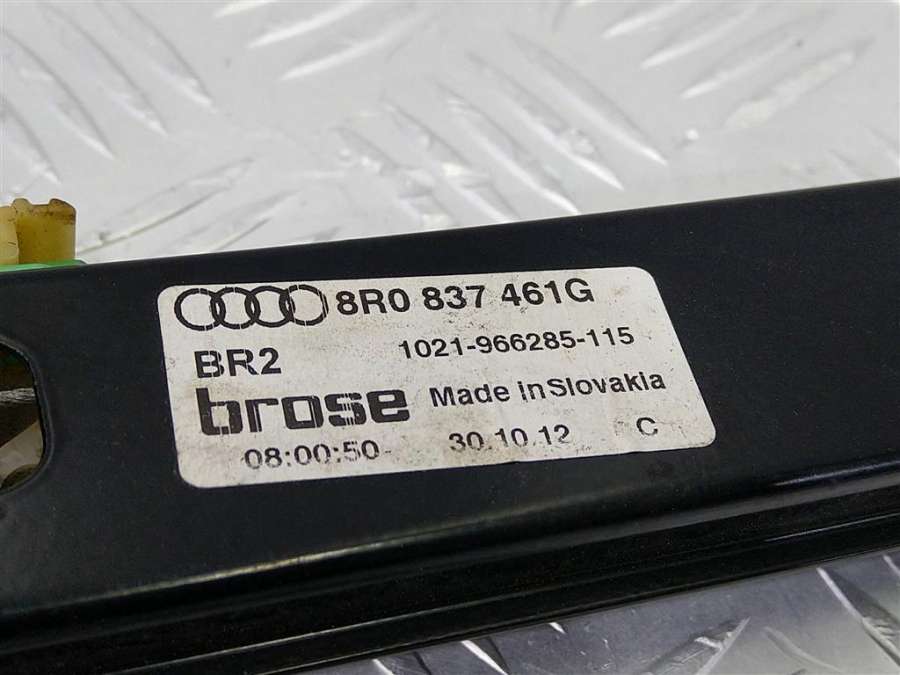 8R0 837 461G
BR2 1021-966285-115
brose Made in Slovakia
08:00:50 30.10.12 C